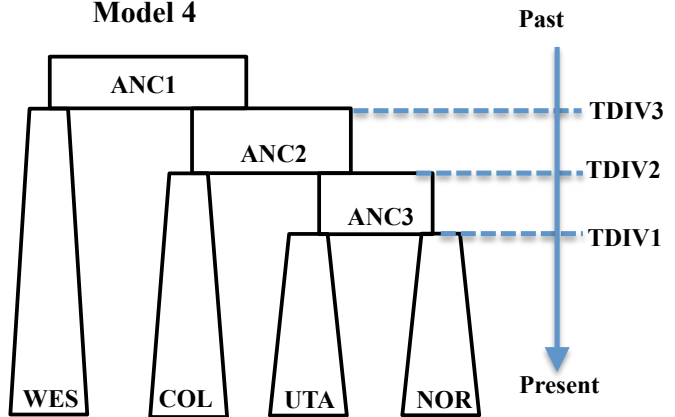 Model 4
Past
ANC1
TDIV3
ANC2
TDIV2
ANC3
TDIV1
WES
COL
UTA
NOR
Present